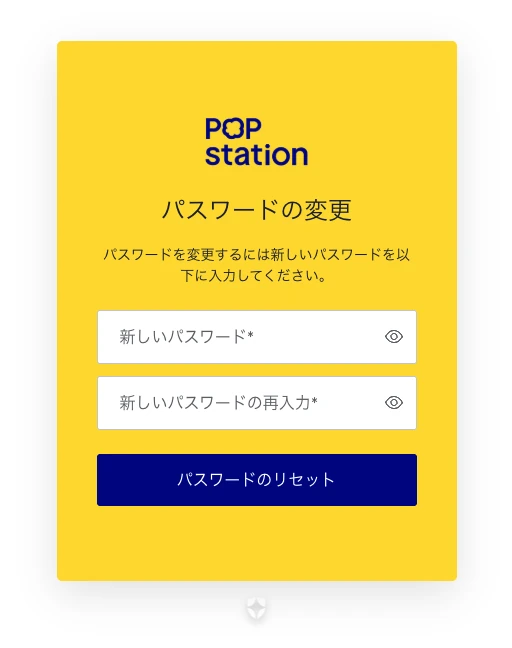 POP
station
パスワードの変更
パスワードを変更するには新しいパスワードを以
下に入力してください。
新しいパスワード*
新しいパスワードの再入力*
パスワードのリセット